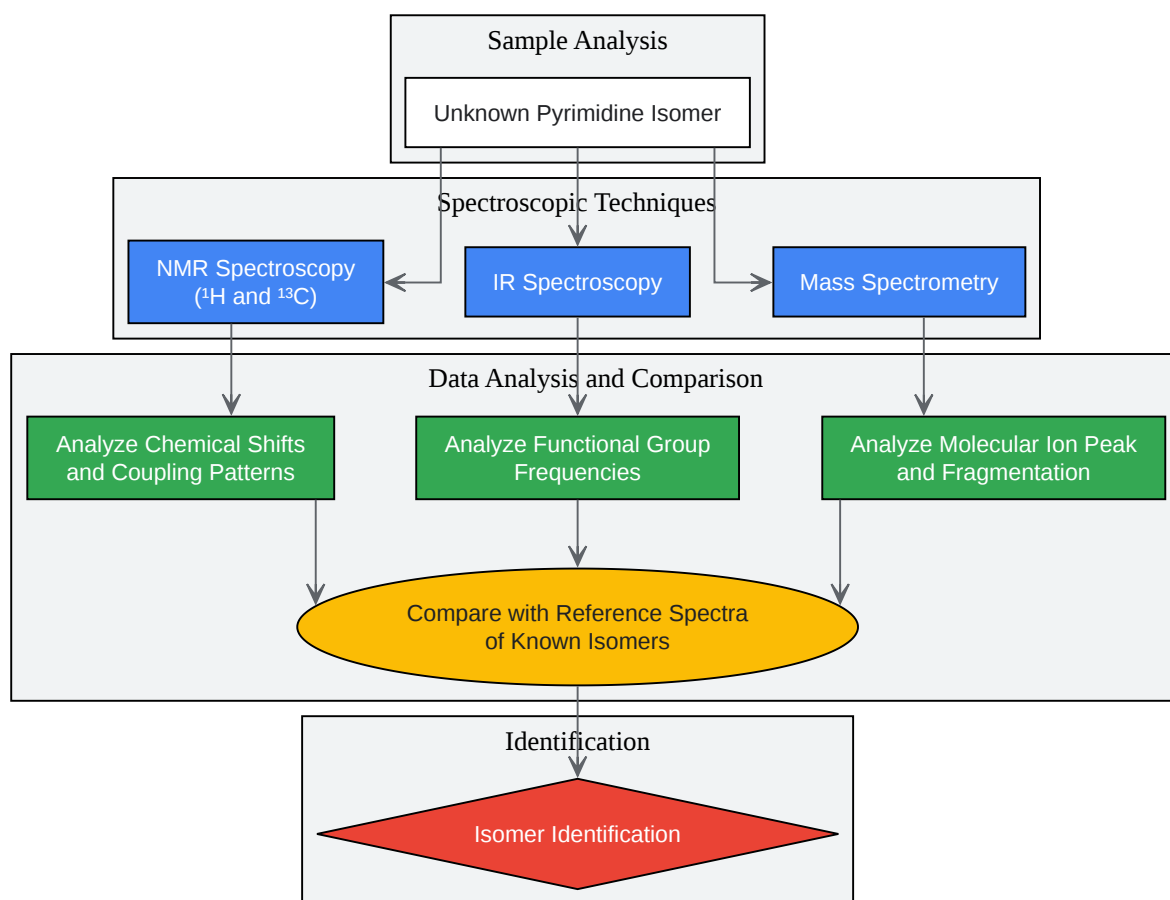 Sample Analysis
Unknown Pyrimidine Isomer
Spectroscopic Techniques
NMR Spectroscopy
(¹H and ¹³C)
IR Spectroscopy
Mass Spectrometry
Data Analysis and Comparison
Analyze Chemical Shifts
and Coupling Patterns
Analyze Functional Group
Frequencies
Analyze Molecular Ion Peak
and Fragmentation
Compare with Reference Spectra
of Known Isomers
Identification
Isomer Identification